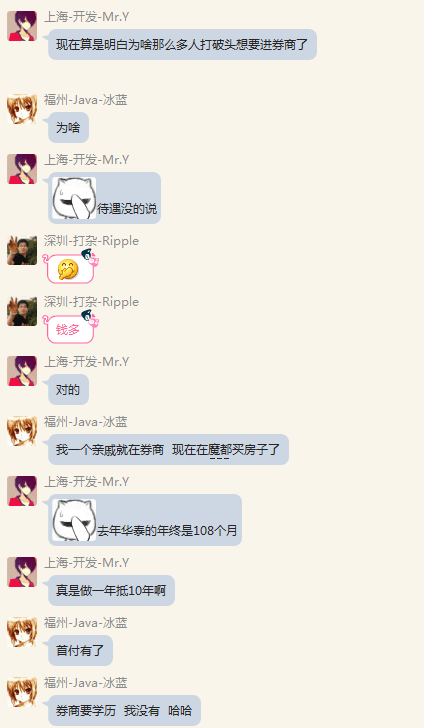 上海-开发-Mr.Y
现在算是明白为啥那么多人打破头想要进券商了
福州-Java-冰蓝
为啥
上海-开发-Mr.Y
待遇没的说
深圳-打杂-Ripple
深圳-打杂-Ripple
钱多
上海-开发-Mr.Y
对的
福州-Java-冰蓝
我一个亲戚就在券商  现在在魔都买房子了
上海-开发-Mr.Y
去年华泰的年终是108个月
上海-开发-Mr.Y
真是做一年抵10年啊
福州-Java-冰蓝
首付有了
福州-Java-冰蓝
券商要学历  我没有  哈哈